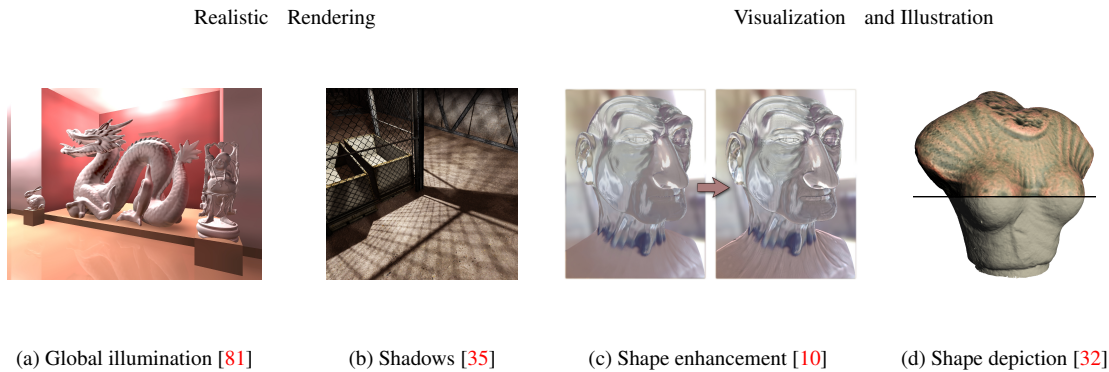 Realistic Rendering
Visualization and Illustration
(a) Global illumination [81]
(b) Shadows [35]
(c) Shape enhancement [10]
(d) Shape depiction [32]